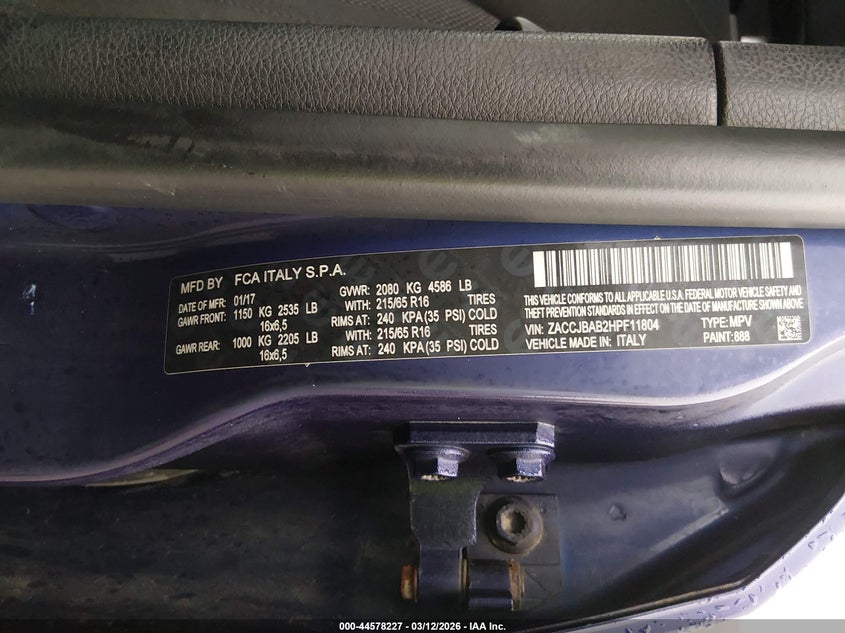 MFD BY FCA ITALY S.P.A.
DATE OF MFR: 01/17 GVWR: 2080 KG 4586 LB
GAWR FRONT: 1150 KG 2535 LB WITH: 215/65 R16 TIRES
16x6,5 RIMS AT: 240 KPA(35 PSI) COLD
GAWR REAR: 1000 KG 2205 LB WITH: 215/65 R16 TIRES
16x6,5 RIMS AT: 240 KPA(35 PSI) COLD
THIS VEHICLE CONFORMS TO ALL APPLICABLE U.S.A. FEDERAL MOTOR VEHICLE SAFETY AND
THEFT PREVENTION STANDARDS IN EFFECT ON THE DATE OF MANUFACTURE SHOWN ABOVE.
VIN: ZACCJBAB2HPF11804 TYPE: MPV
VEHICLE MADE IN: ITALY PAINT: 888
000-44578227 - 03/12/2026 - IAA Inc.